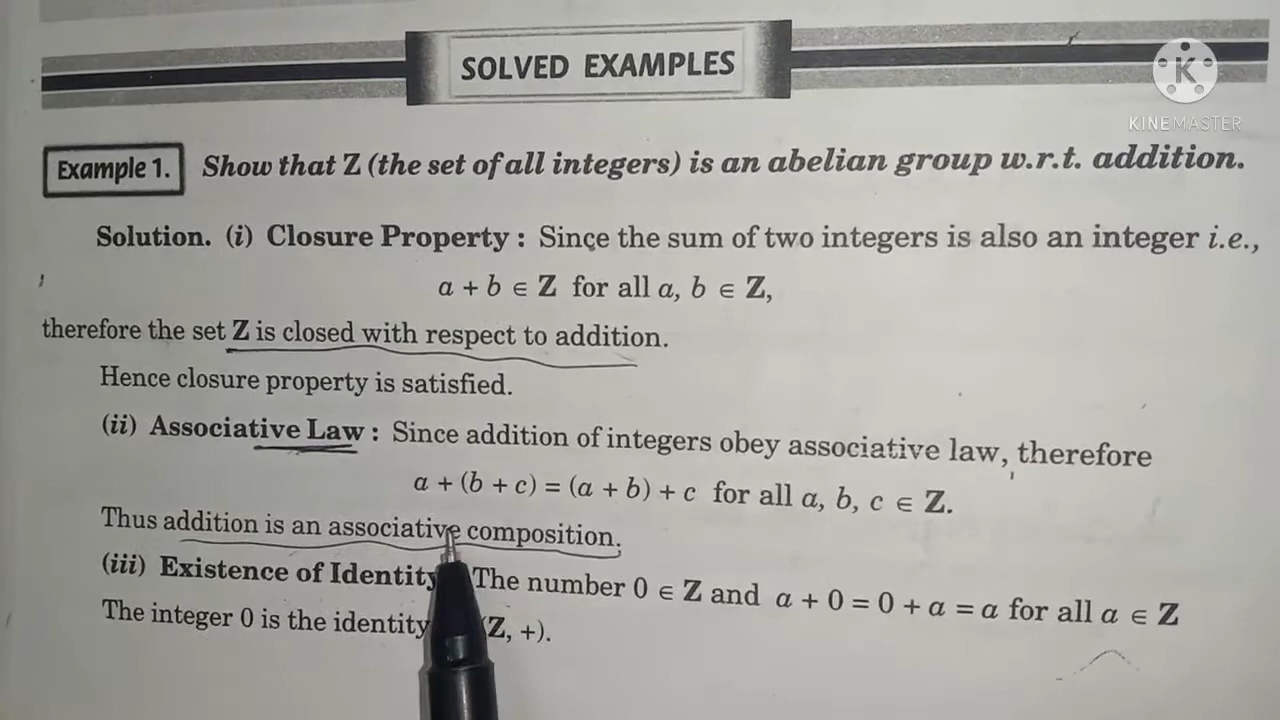 SOLVED EXAMPLES
K
KINEMASTER
Example 1. Show that Z (the set of all integers) is an abelian group w.r.t. addition.
Solution. (i) Closure Property : Since the sum of two integers is also an integer i.e.,
a + b ∈ Z for all a, b ∈ Z,
therefore the set Z is closed with respect to addition.
Hence closure property is satisfied.
(ii) Associative Law : Since addition of integers obey associative law, therefore
a + (b + c) = (a + b) + c for all a, b, c ∈ Z.
Thus addition is an associative composition.
(iii) Existence of Identity The number 0 ∈ Z and a + 0 = 0 + a = a for all a ∈ Z
The integer 0 is the identity (Z, +).